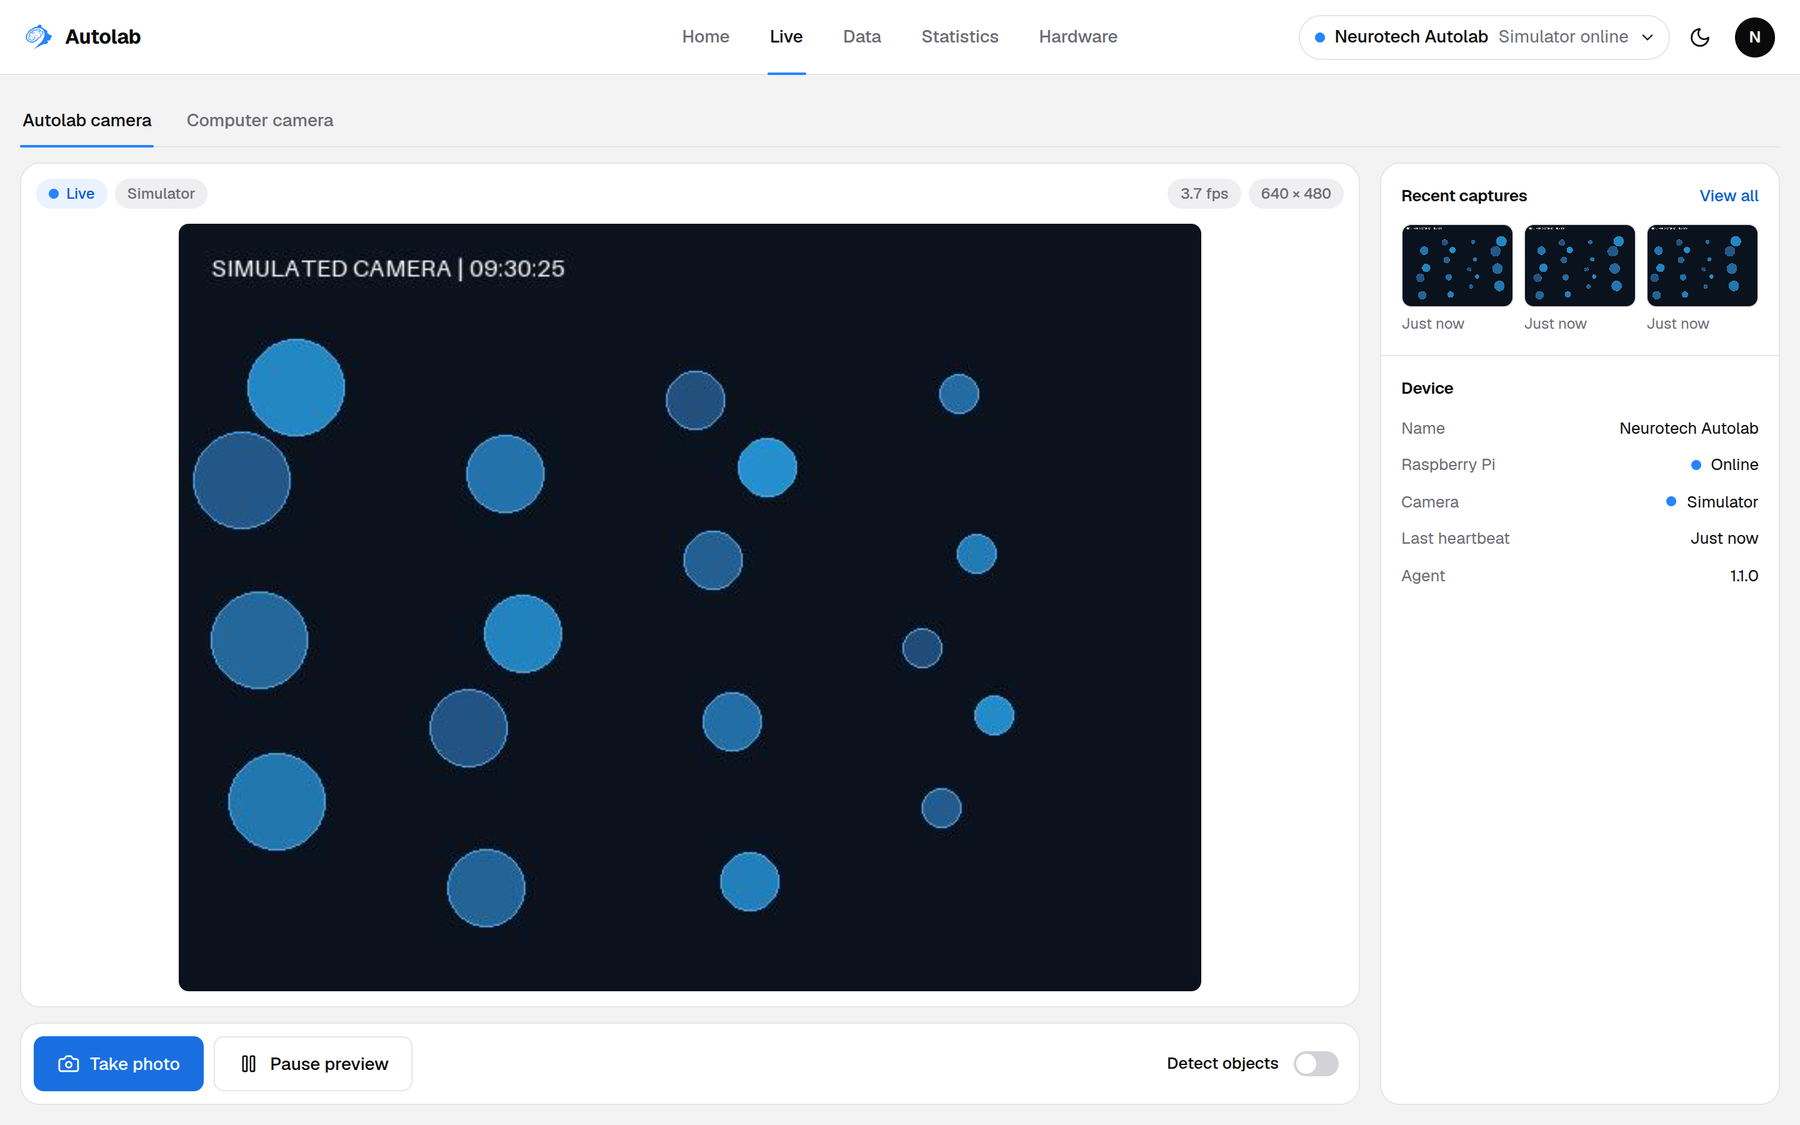 Autolab
Home
Live
Data
Statistics
Hardware
Neurotech Autolab Simulator online
N
Autolab camera
Computer camera
Live
Simulator
3.7 fps
640 × 480
SIMULATED CAMERA | 09:30:25
Take photo
Pause preview
Detect objects
Recent captures
View all
Just now
Just now
Just now
Device
Name Neurotech Autolab
Raspberry Pi Online
Camera Simulator
Last heartbeat Just now
Agent 1.1.0